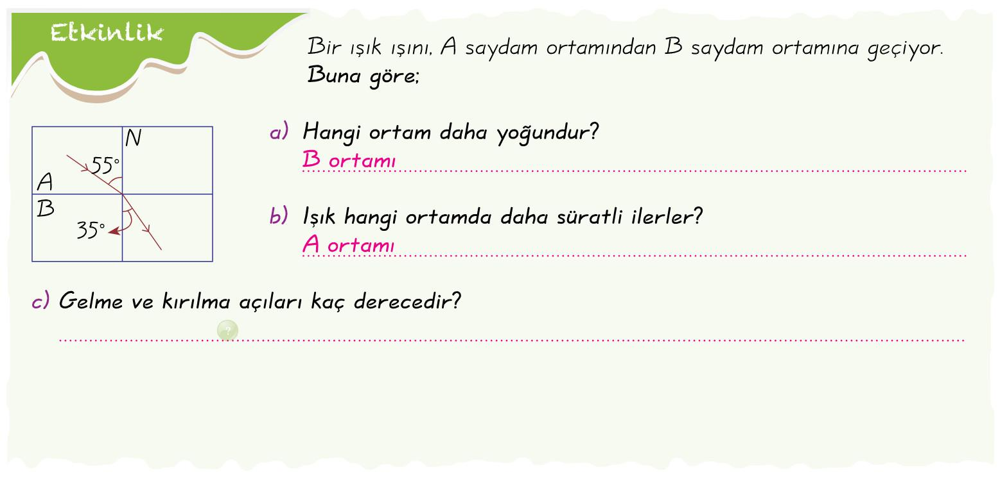 Etkinlik
Bir ışık ışını, A saydam ortamından B saydam ortamına geçiyor.
Buna göre;
N
55°
A
B
35°
a) Hangi ortam daha yoğundur?
B ortamı
b) Işık hangi ortamda daha süratli ilerler?
A ortamı
c) Gelme ve kırılma açıları kaç derecedir?
?